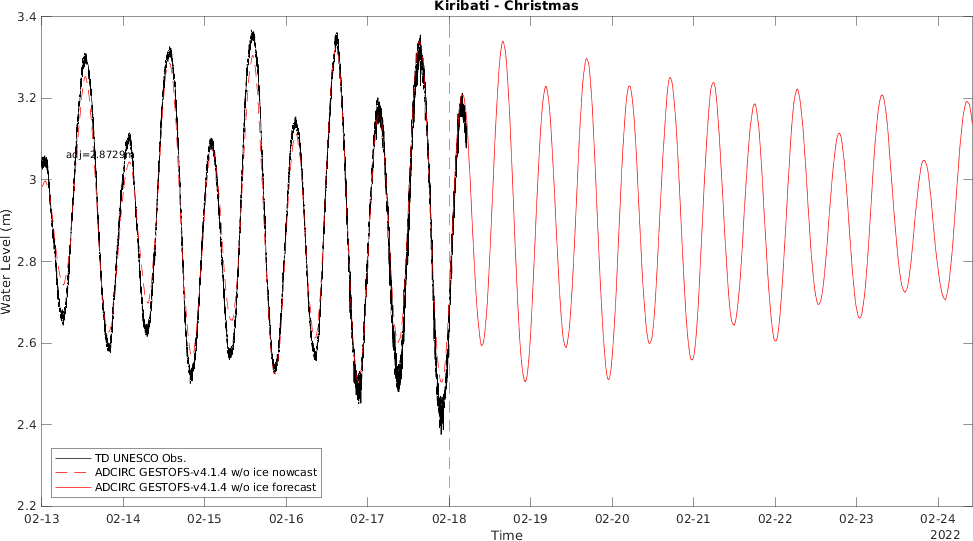 Kiribati - Christmas
3.4
3.2
3
2.8
2.6
2.4
2.2
Water Level (m)
adj=2.8729m
TD UNESCO Obs.
ADCIRC GESTOFS-v4.1.4 w/o ice nowcast
ADCIRC GESTOFS-v4.1.4 w/o ice forecast
02-13 02-14 02-15 02-16 02-17 02-18 02-19 02-20 02-21 02-22 02-23 02-24
Time
2022